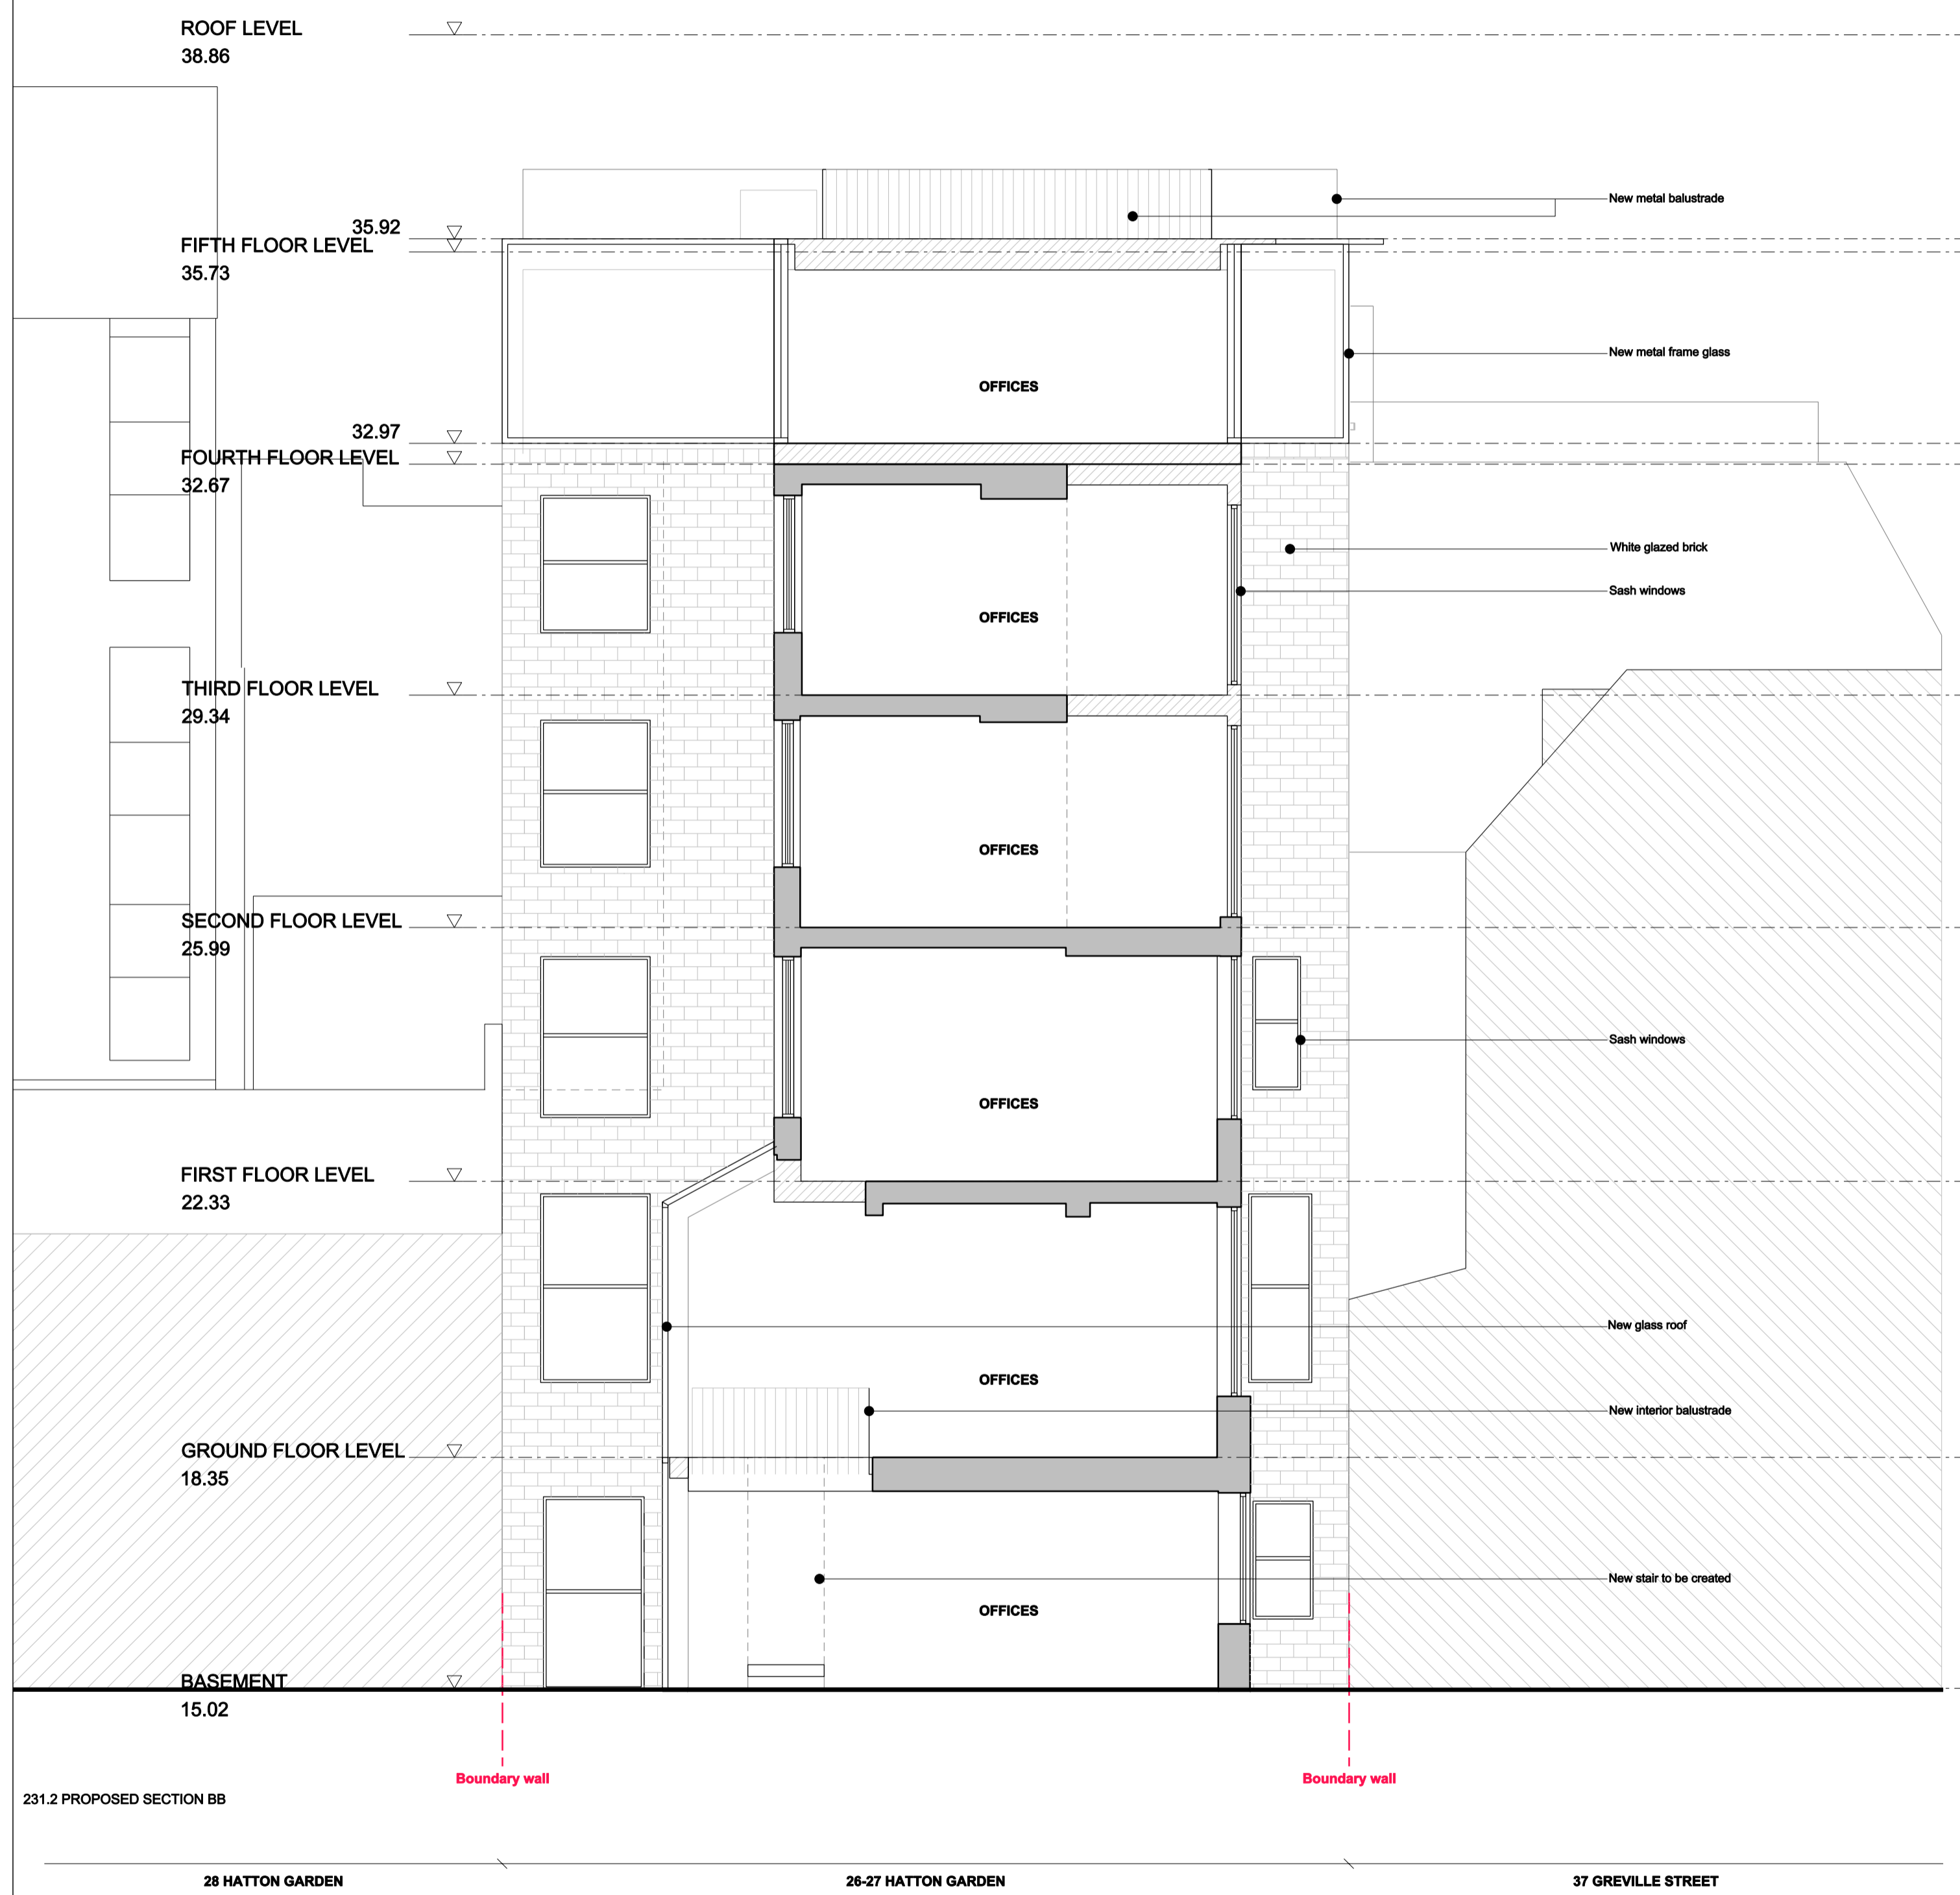 ROOF LEVEL
38.86
New metal balustrade
35.92
FIFTH FLOOR LEVEL
35.73
New metal frame glass
OFFICES
32.97
FOURTH FLOOR LEVEL
32.67
White glazed brick
Sash windows
OFFICES
THIRD FLOOR LEVEL
29.34
OFFICES
SECOND FLOOR LEVEL
25.99
Sash windows
OFFICES
FIRST FLOOR LEVEL
22.33
New glass roof
OFFICES
New interior balustrade
GROUND FLOOR LEVEL
18.35
New stair to be created
OFFICES
BASEMENT
15.02
Boundary wall
Boundary wall
231.2 PROPOSED SECTION BB
28 HATTON GARDEN
26-27 HATTON GARDEN
37 GREVILLE STREET